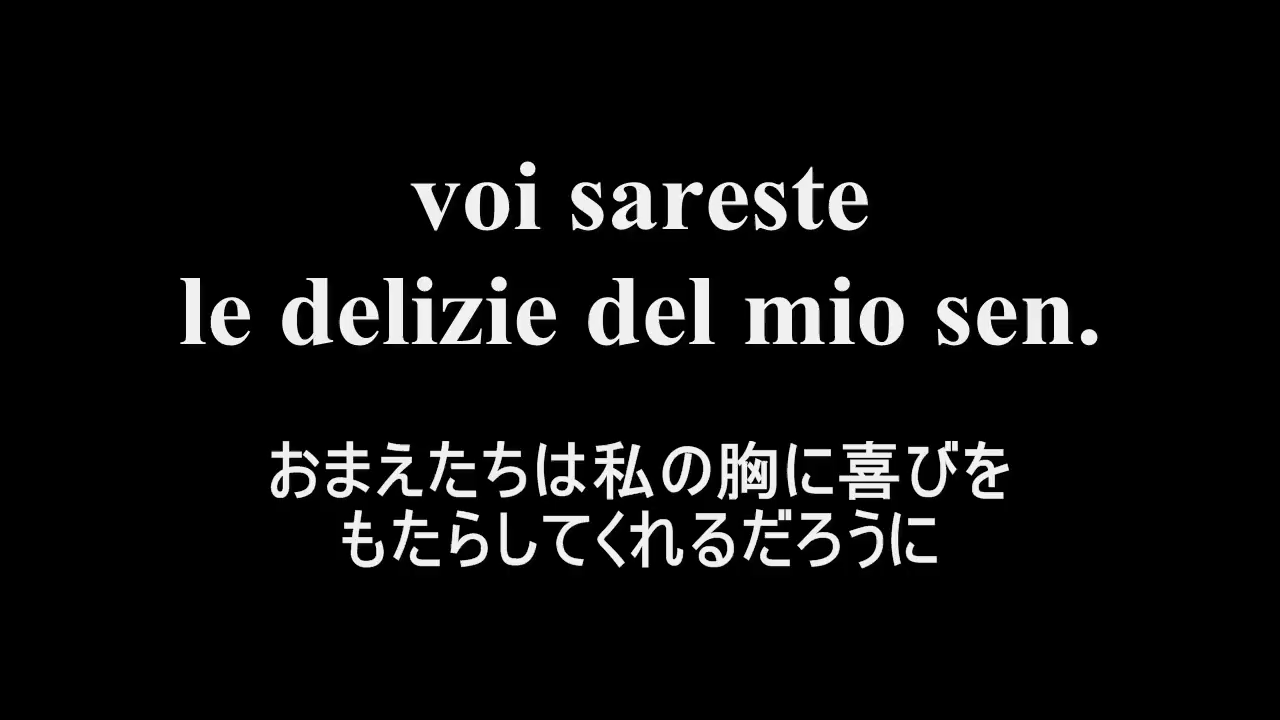 voi sareste
le delizie del mio sen.
おまえたちは私の胸に喜びを
もたらしてくれるだろうに